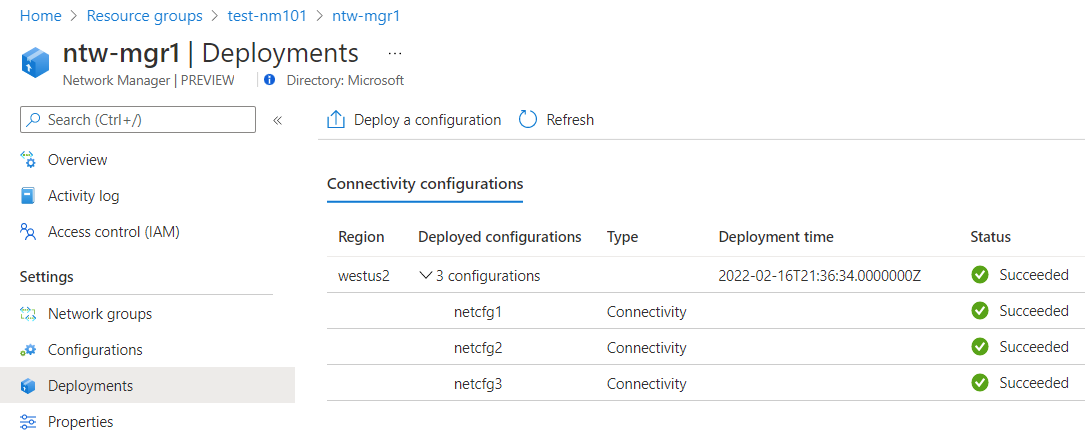 Home > Resource groups > test-nm101 > ntw-mgr1
ntw-mgr1 | Deployments ...
Network Manager | PREVIEW Directory: Microsoft
Search (Ctrl+/) «
Overview
Activity log
Access control (IAM)
Settings
Network groups
Configurations
Deployments
Properties
Deploy a configuration Refresh
Connectivity configurations
Region Deployed configurations Type Deployment time Status
westus2 3 configurations 2022-02-16T21:36:34.0000000Z Succeeded
netcfg1 Connectivity Succeeded
netcfg2 Connectivity Succeeded
netcfg3 Connectivity Succeeded